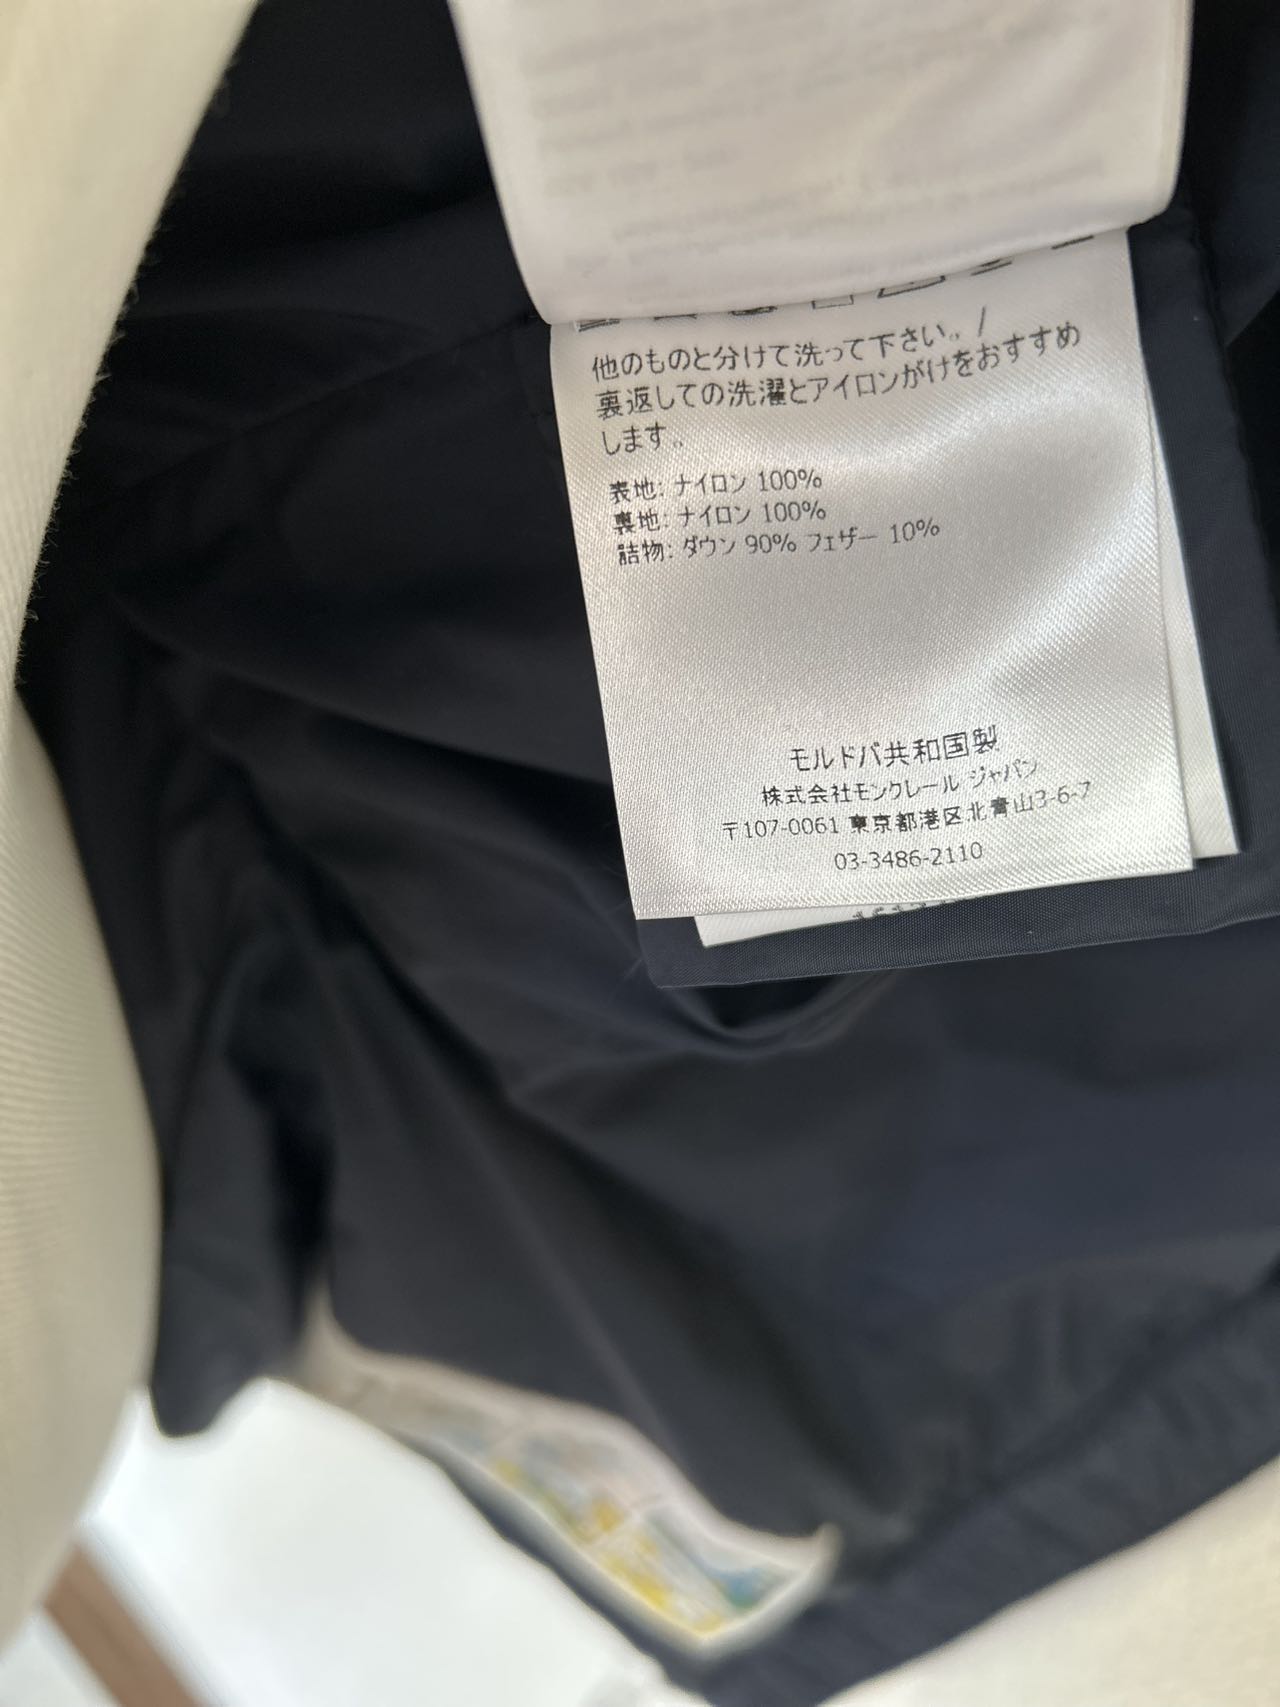 他のものと分けて洗って下さい。/
裏返しての洗濯とアイロンがけをおすすめ
します。
表地: ナイロン 100%
裏地: ナイロン 100%
詰物: ダウン 90% フェザー 10%
モルドバ共和国製
株式会社モンクレール ジャパン
〒107-0061 東京都港区北青山3-6-7
03-3486-2110